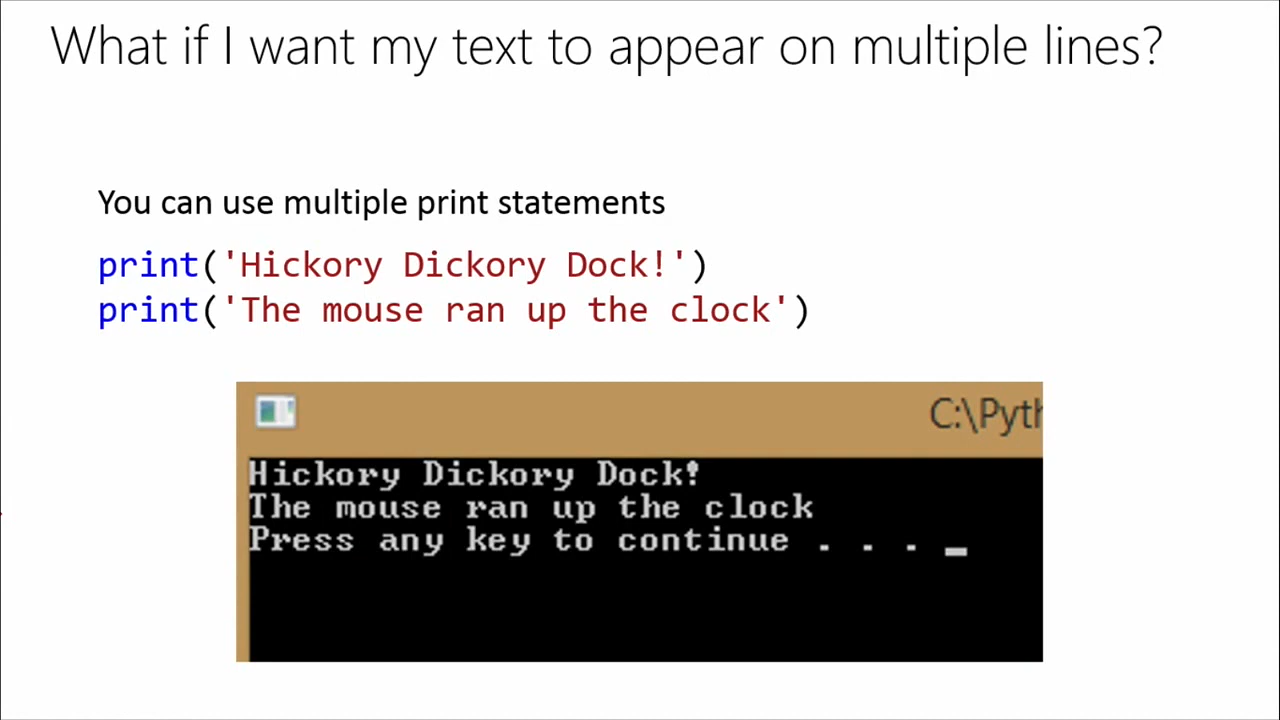 What if I want my text to appear on multiple lines?
You can use multiple print statements
print('Hickory Dickory Dock!')
print('The mouse ran up the clock')
C:\Pyth
Hickory Dickory Dock!
The mouse ran up the clock
Press any key to continue . . . _